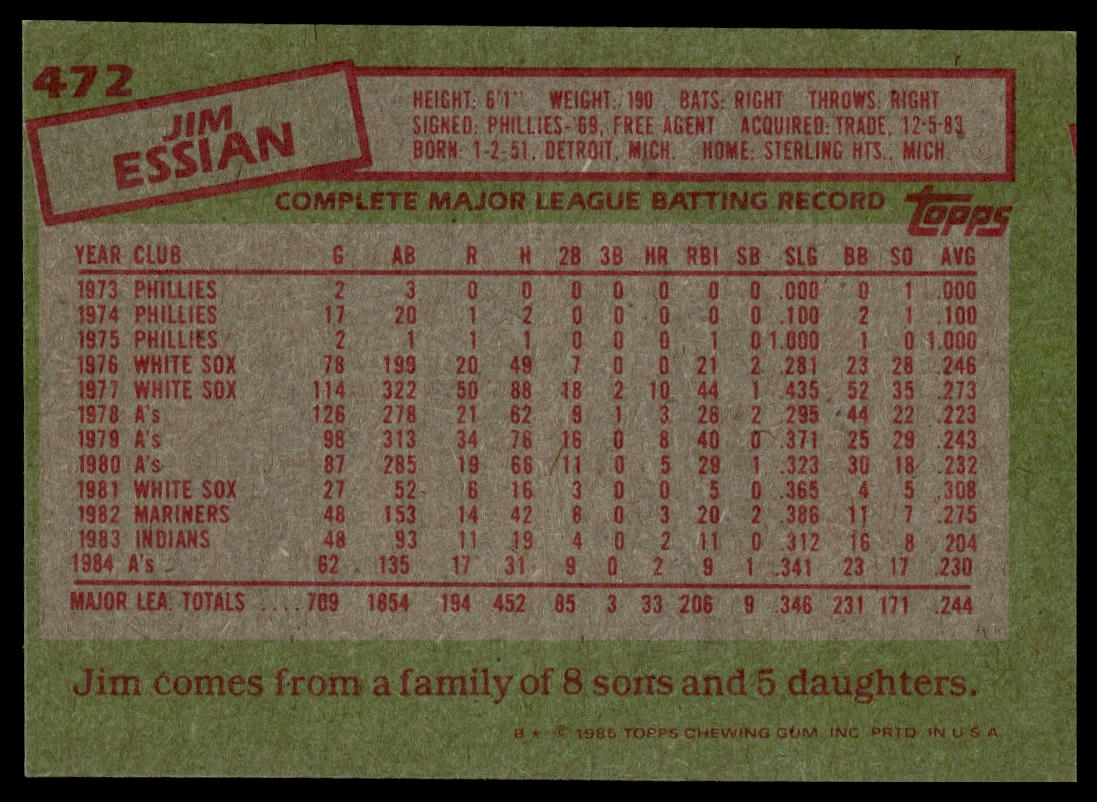 472
JIM
ESSIAN
HEIGHT: 6'1" WEIGHT: 190 BATS: RIGHT THROWS: RIGHT
SIGNED: PHILLIES-'69, FREE AGENT ACQUIRED: TRADE, 12-5-83
BORN: 1-2-51, DETROIT, MICH. HOME: STERLING HTS., MICH.
COMPLETE MAJOR LEAGUE BATTING RECORD topps
YEAR CLUB G AB R H 2B 3B HR RBI SB SLG BB SO AVG
1973 PHILLIES 2 3 0 0 0 0 0 0 0 .000 0 1 .000
1974 PHILLIES 17 20 1 2 0 0 0 0 0 .100 2 1 .100
1975 PHILLIES 2 1 1 1 0 0 0 1 0 1.000 1 0 1.000
1976 WHITE SOX 78 199 20 49 7 0 0 21 2 .281 23 28 .246
1977 WHITE SOX 114 322 50 88 18 2 10 44 1 .435 52 35 .273
1978 A's 126 278 21 62 9 1 3 26 2 .295 44 22 .223
1979 A's 98 313 34 76 16 0 8 40 0 .371 25 29 .243
1980 A's 87 285 19 66 11 0 5 29 1 .323 30 18 .232
1981 WHITE SOX 27 52 6 16 3 0 0 5 0 .365 4 5 .308
1982 MARINERS 48 153 14 42 8 0 3 20 2 .386 11 7 .275
1983 INDIANS 48 93 11 19 4 0 2 11 0 .312 16 8 .204
1984 A's 62 135 17 31 9 0 2 9 1 .341 23 17 .230
MAJOR LEA. TOTALS ....709 1854 194 452 85 3 33 206 9 .346 231 171 .244
Jim comes from a family of 8 sons and 5 daughters.
B * © 1985 TOPPS CHEWING GUM, INC. PRTD. IN U.S.A.